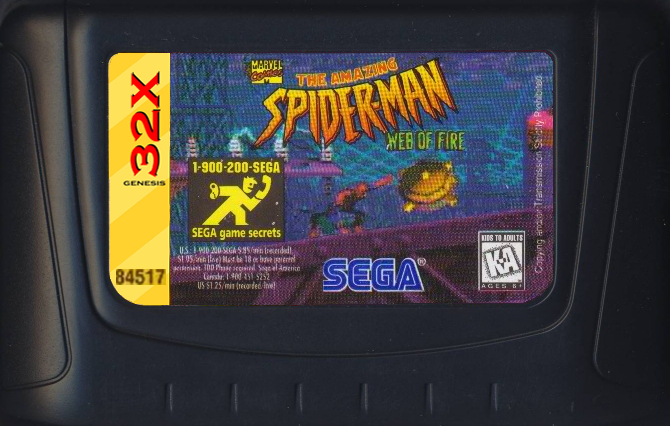 32X
GENESIS
84517
MARVEL
COMICS
THE AMAZING
SPIDER-MAN
WEB OF FIRE
1-900-200-SEGA
SEGA game secrets
U.S.: 1-900-200-SEGA $.85/min (recorded)
$1.05/min (live) Must be 18 or have parental
permission. TDD Phone required. Sega of America
Canada: 1-900-451-5252
US $1.25/min (recorded/live)
SEGA®
KIDS TO ADULTS
K-A
AGES 6+
Copying and/or Transmission Strictly Prohibited.